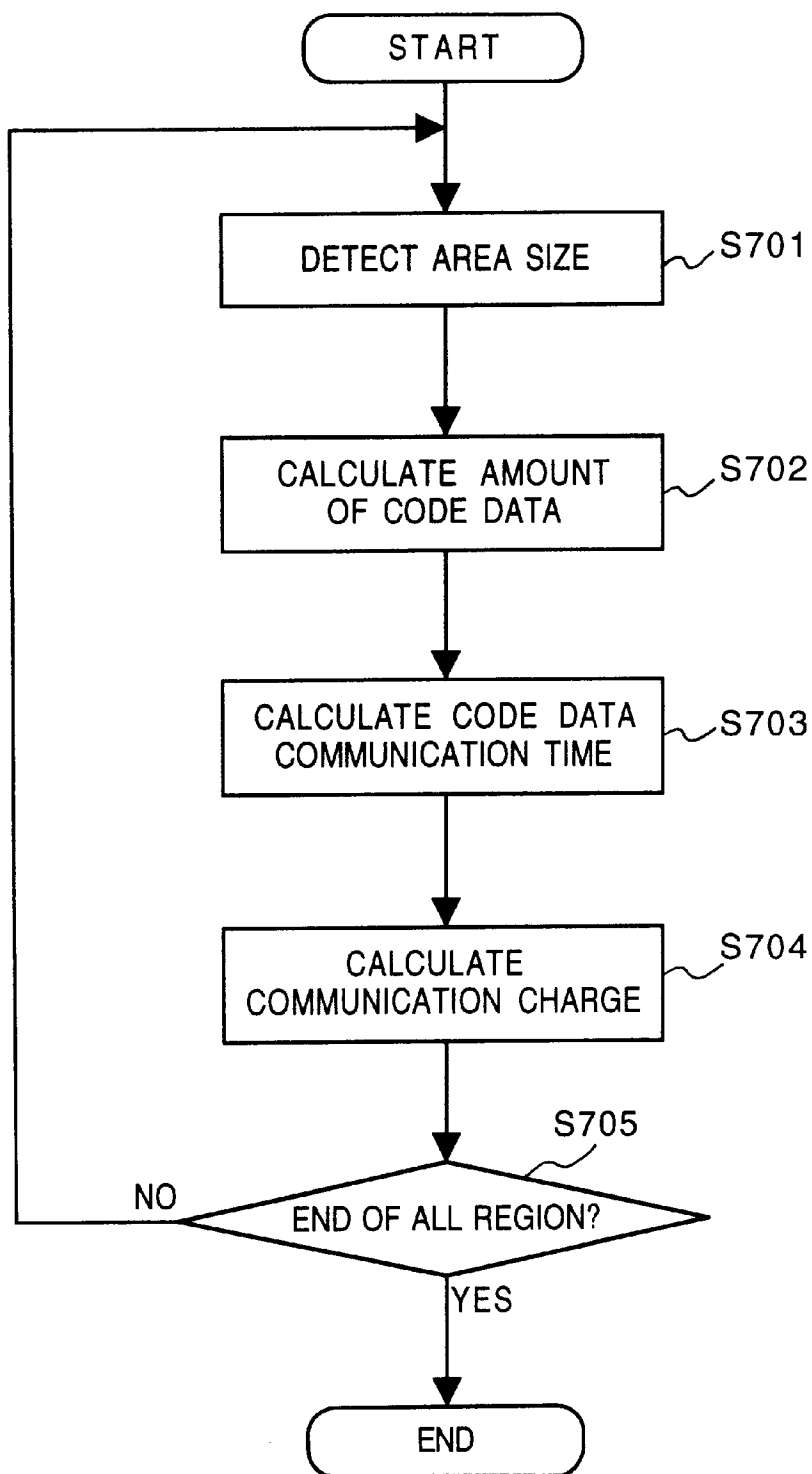 START
DETECT AREA SIZE
S701
CALCULATE AMOUNT
OF CODE DATA
S702
CALCULATE CODE DATA
COMMUNICATION TIME
S703
CALCULATE
COMMUNICATION CHARGE
S704
S705
END OF ALL REGION?
NO
YES
END